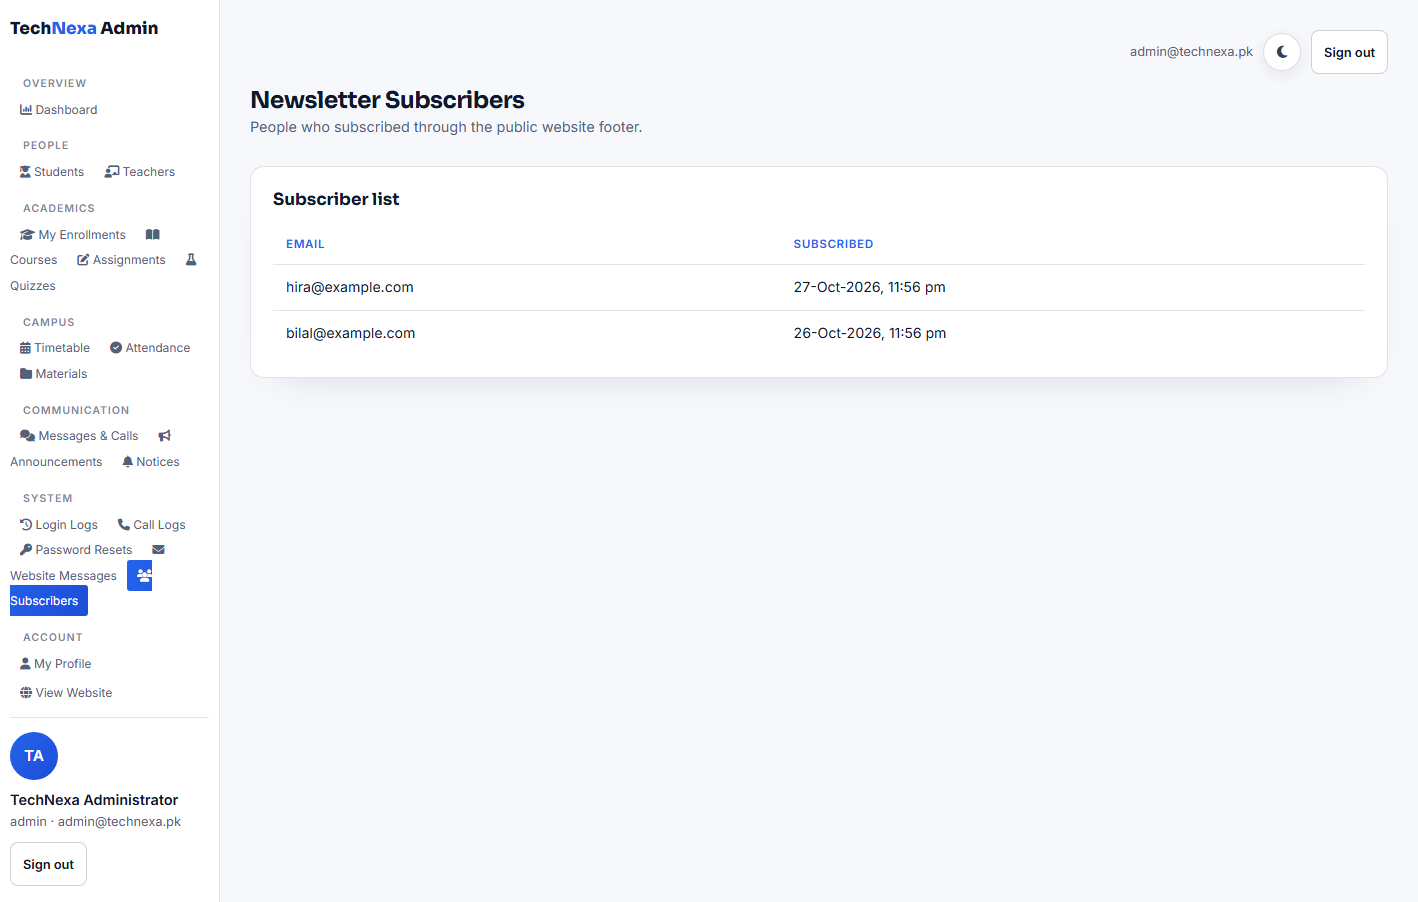 TechNexa Admin
OVERVIEW
Dashboard
PEOPLE
Students Teachers
ACADEMICS
My Enrollments
Courses Assignments
Quizzes
CAMPUS
Timetable Attendance
Materials
COMMUNICATION
Messages & Calls
Announcements Notices
SYSTEM
Login Logs Call Logs
Password Resets
Website Messages
Subscribers
ACCOUNT
My Profile
View Website
TA
TechNexa Administrator
admin · admin@technexa.pk
Sign out
admin@technexa.pk Sign out
Newsletter Subscribers
People who subscribed through the public website footer.
Subscriber list
EMAIL SUBSCRIBED
hira@example.com 27-Oct-2026, 11:56 pm
bilal@example.com 26-Oct-2026, 11:56 pm